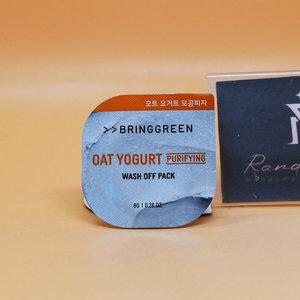 오트 요거트 모공피지
>>BRINGGREEN
OAT YOGURT PURIFYING
WASH OFF PACK
8G | 0.28 OZ.